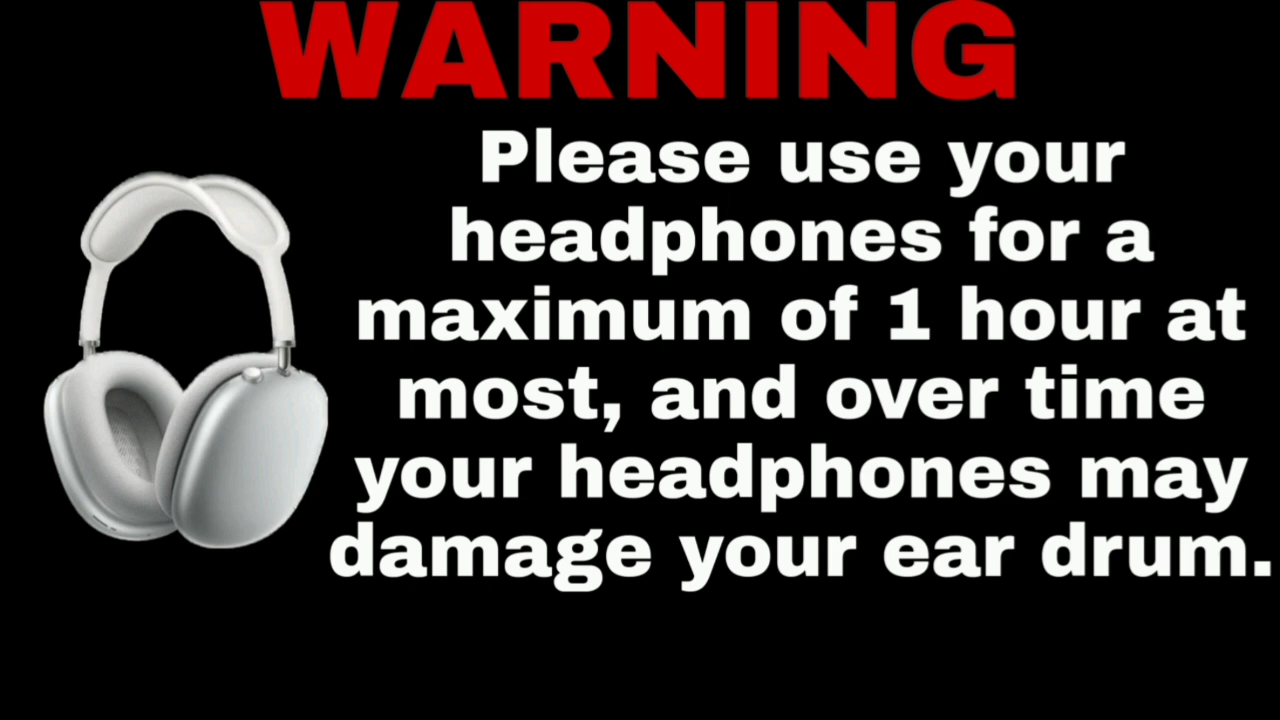 WARNING
Please use your
headphones for a
maximum of 1 hour at
most, and over time
your headphones may
damage your ear drum.